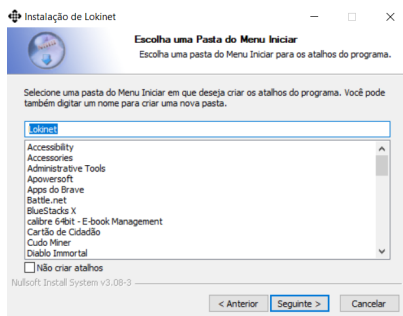 Instalação de Lokinet
Escolha uma Pasta do Menu Iniciar
Escolha uma pasta do Menu Iniciar para os atalhos do programa.
Selecione uma pasta do Menu Iniciar em que deseja criar os atalhos do programa. Você pode
também digitar um nome para criar uma nova pasta.
Lokinet
Accessibility
Accessories
Administrative Tools
Apowersoft
Apps do Brave
Battle.net
BlueStacks X
calibre 64bit - E-book Management
Cartão de Cidadão
Cudo Miner
Diablo Immortal
Não criar atalhos
Nullsoft Install System v3.08-3
< Anterior Seguinte > Cancelar